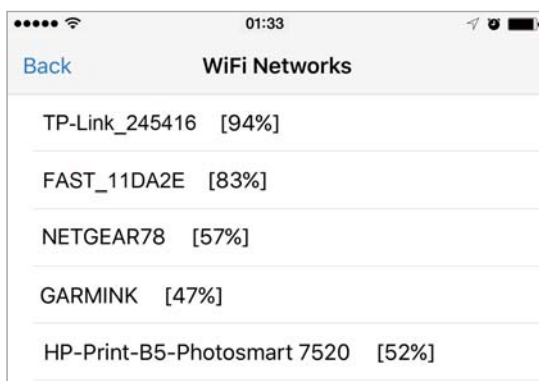 01:33
Back WiFi Networks
TP-Link_245416 [94%]
FAST_11DA2E [83%]
NETGEAR78 [57%]
GARMINK [47%]
HP-Print-B5-Photosmart 7520 [52%]